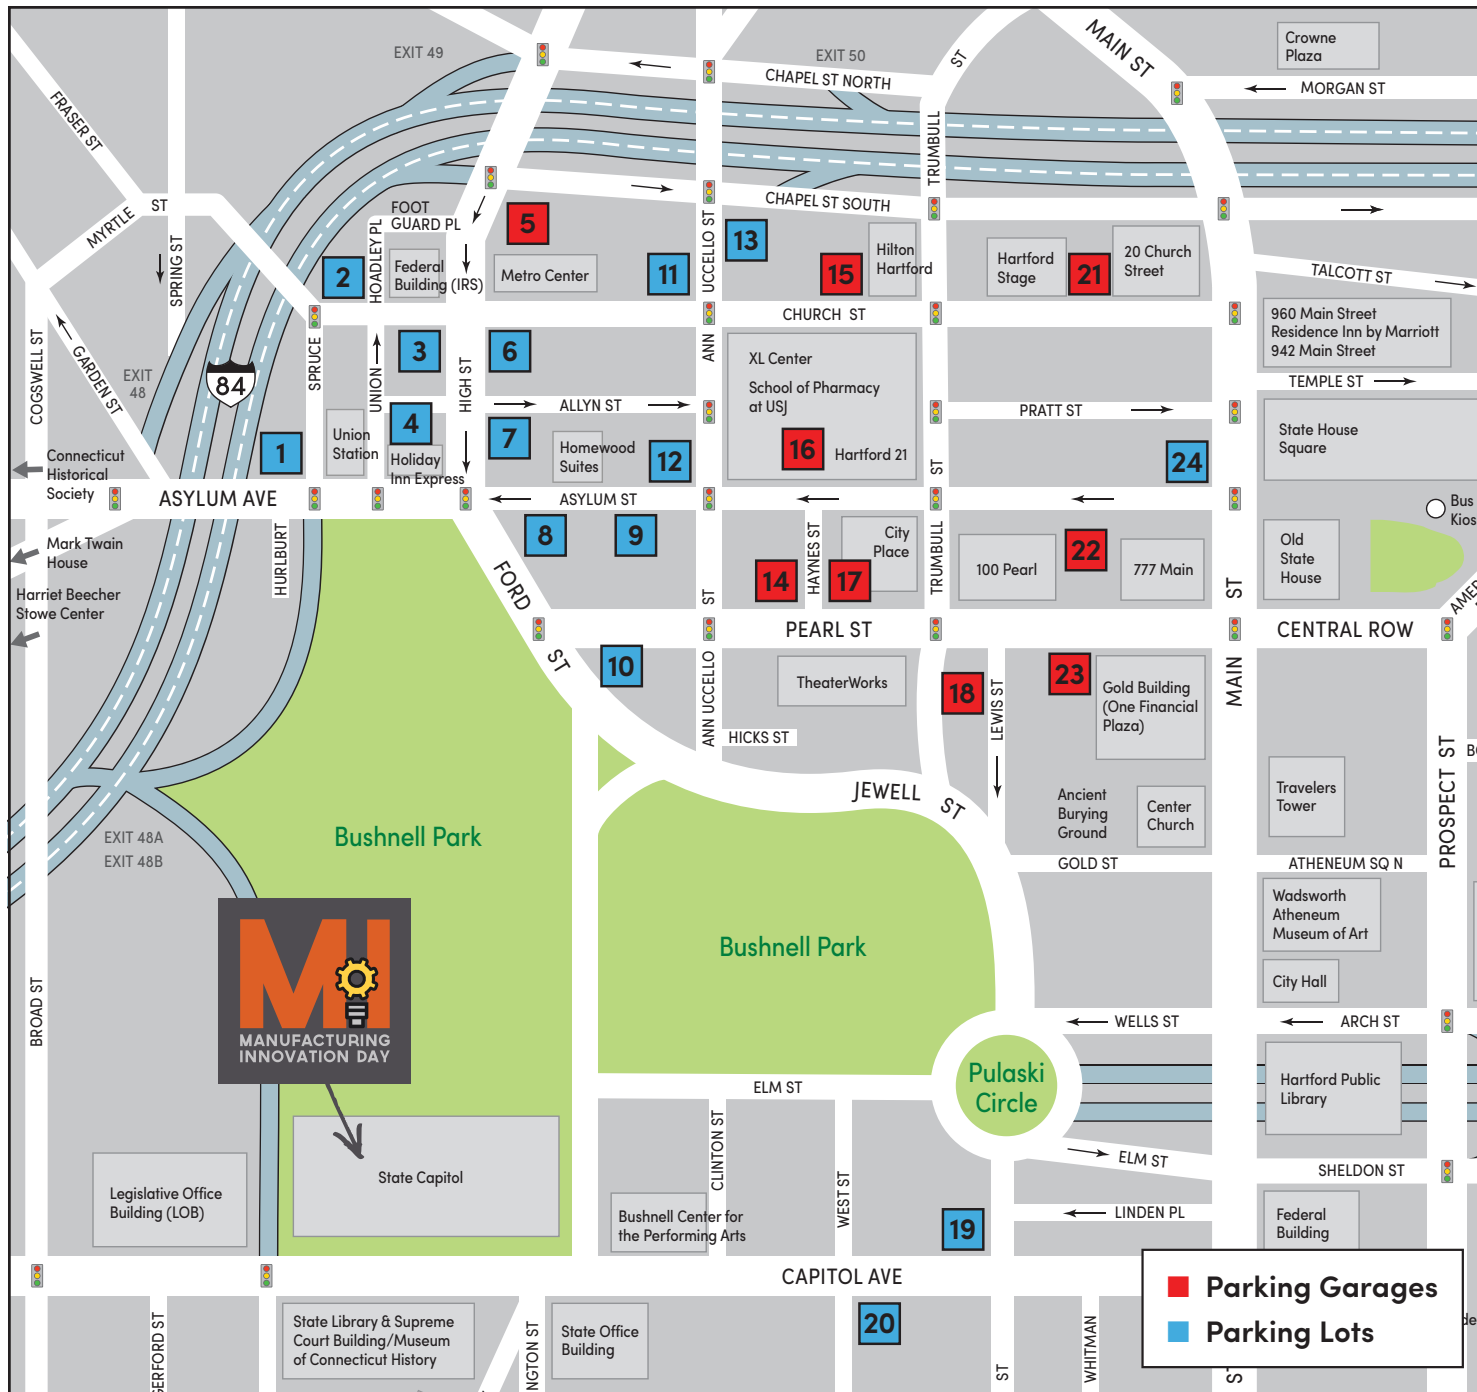 EXIT 49
EXIT 50
MAIN ST
Crowne
Plaza
CHAPEL ST NORTH
ST
MORGAN ST
FRASER ST
TRUMBULL
CHAPEL ST SOUTH
MYRTLE ST
SPRING ST
FOOT
GUARD PL
HOADLEY PL
5
13
UCCELLO ST
2
Federal
Building (IRS)
Metro Center
11
15
Hilton
Hartford
Hartford
Stage
21
20 Church
Street
TALCOTT ST
CHURCH ST
960 Main Street
Residence Inn by Marriott
942 Main Street
COGSWELL ST
GARDEN ST
EXIT
48
84
SPRUCE
UNION
3
HIGH ST
6
ANN
XL Center
School of Pharmacy
at USJ
TEMPLE ST
ALLYN ST
PRATT ST
1
Union
Station
4
Holiday
Inn Express
7
Homewood
Suites
12
16
Hartford 21
ST
24
State House
Square
Connecticut
Historical
Society
ASYLUM AVE
ASYLUM ST
Bus
Kios
Mark Twain
House
HURLBURT
FORD ST
8
9
HAYNES ST
City
Place
TRUMBULL
100 Pearl
22
777 Main
Old
State
House
14
17
ST
ST
AMER
Harriet Beecher
Stowe Center
PEARL ST
CENTRAL ROW
10
ANN UCCELLO
TheaterWorks
18
LEWIS ST
23
Gold Building
(One Financial
Plaza)
MAIN
HICKS ST
PROSPECT ST
JEWELL ST
Ancient
Burying
Ground
Center
Church
Travelers
Tower
EXIT 48A
EXIT 48B
Bushnell Park
GOLD ST
ATHENEUM SQ N
Wadsworth
Atheneum
Museum of Art
Bushnell Park
City Hall
BROAD ST
MI
MANUFACTURING
INNOVATION DAY
WELLS ST
ARCH ST
Pulaski
Circle
ELM ST
Hartford Public
Library
CLINTON ST
WEST ST
ELM ST
SHELDON ST
State Capitol
Legislative Office
Building (LOB)
Bushnell Center for
the Performing Arts
19
LINDEN PL
Federal
Building
CAPITOL AVE
Parking Garages
Parking Lots
GERFORD ST
State Library & Supreme
Court Building/Museum
of Connecticut History
NGTON ST
State Office
Building
20
ST
WHITMAN